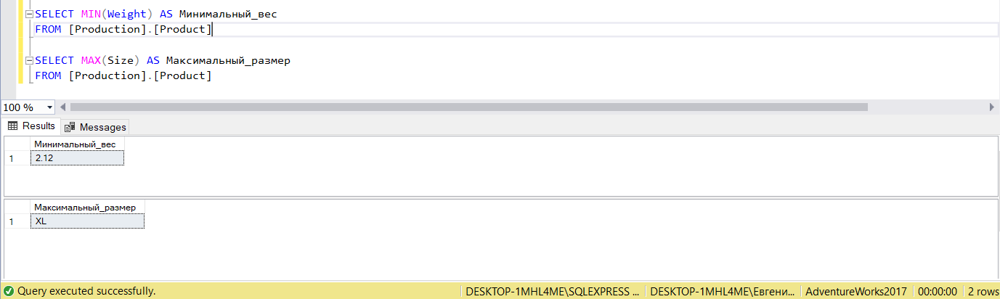 SELECT MIN(Weight) AS Минимальный_вес
FROM [Production].[Product]
SELECT MAX(Size) AS Максимальный_размер
FROM [Production].[Product]
100 %
Results Messages
Минимальный_вес
1 2.12
Максимальный_размер
1 XL
Query executed successfully. DESKTOP-1MHL4ME\SQLEXPRESS ... DESKTOP-1MHL4ME\Евгени... AdventureWorks2017 00:00:00 2 rows